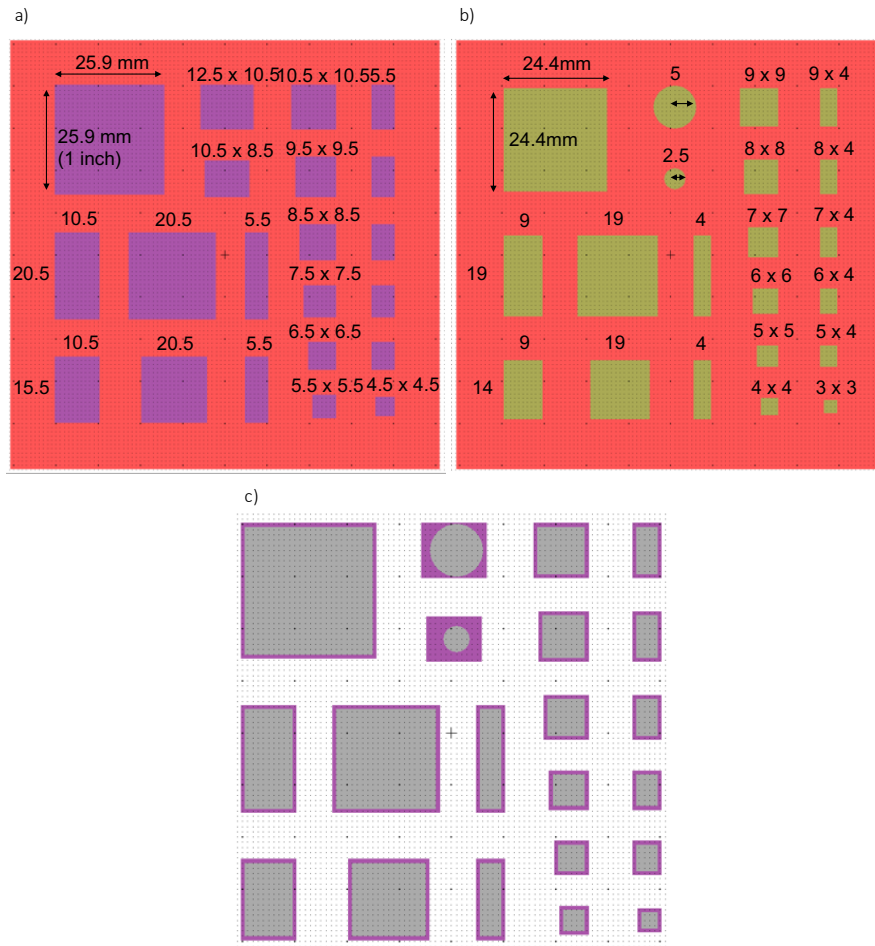 a)
25.9 mm
12.5 x 10.5
10.5 x 10.5
5.5
25.9 mm
(1 inch)
10.5 x 8.5
9.5 x 9.5
10.5
20.5
5.5
8.5 x 8.5
20.5
7.5 x 7.5
10.5
20.5
5.5
6.5 x 6.5
15.5
5.5 x 5.5
4.5 x 4.5
b)
24.4mm
5
9 x 9
9 x 4
24.4mm
2.5
8 x 8
8 x 4
9
19
4
7 x 7
7 x 4
19
6 x 6
6 x 4
9
19
4
5 x 5
5 x 4
14
4 x 4
3 x 3
c)